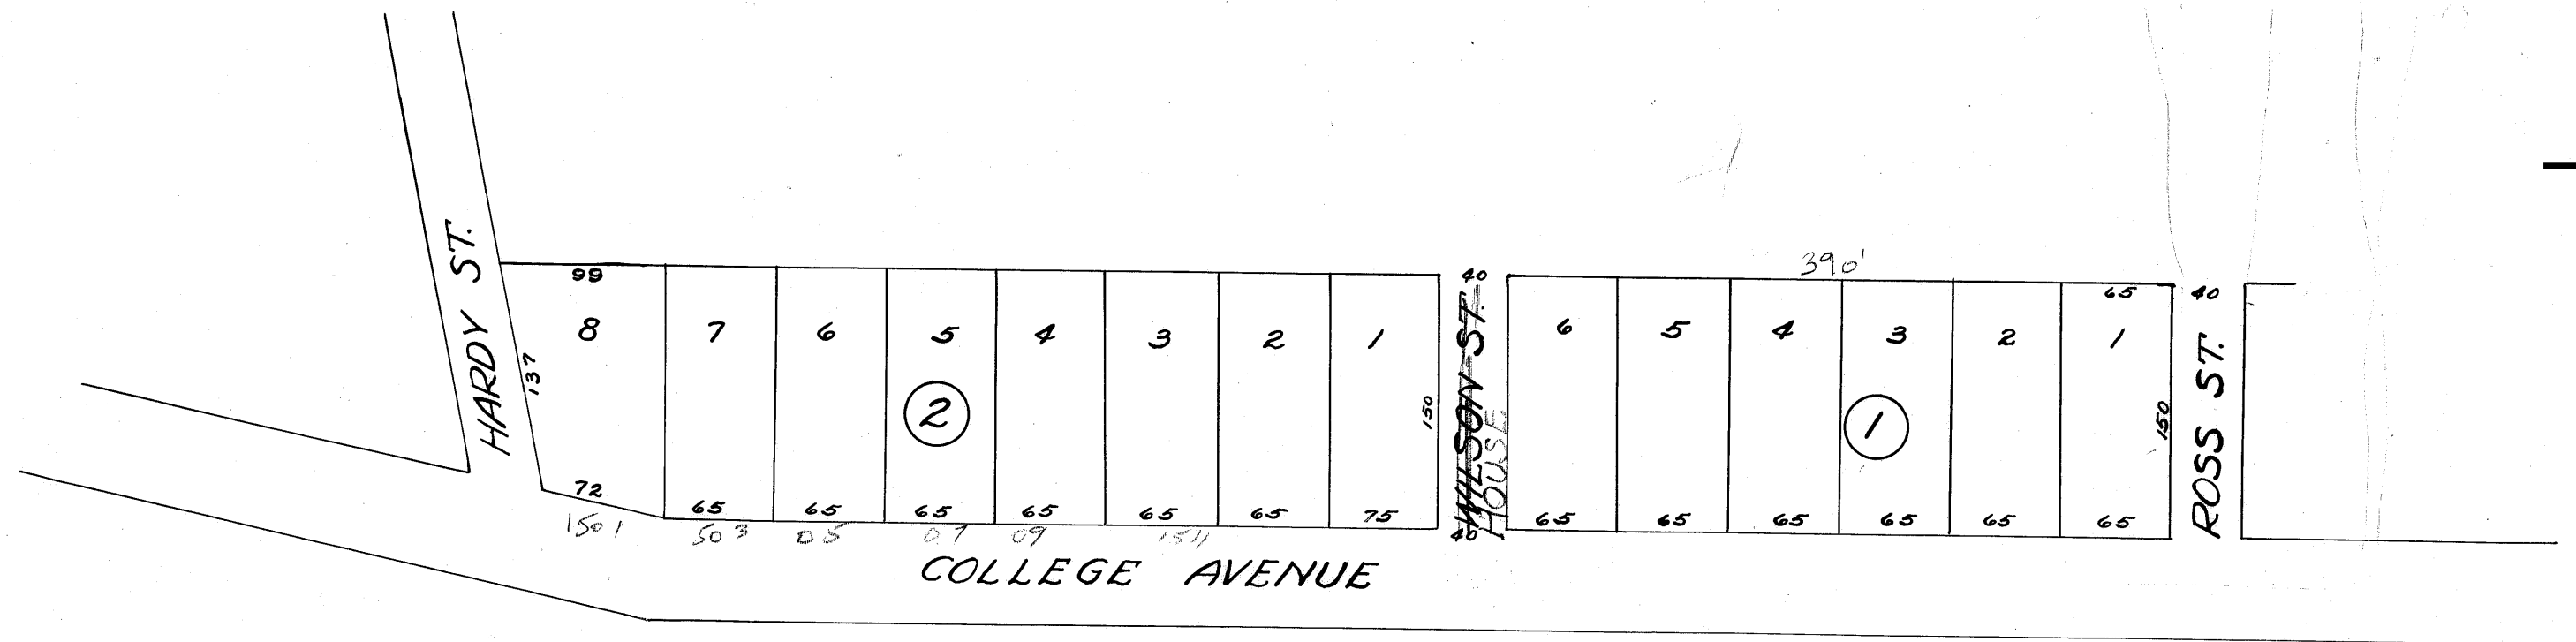 HARDY ST.
137
99
8 7 6 5 4 3 2 1
2
150
72 65 65 65 65 65 65 75
1501 503 05 07 09 1511
COLLEGE AVENUE
40
WILSON ST.
HOUSE
40
390'
65
6 5 4 3 2 1
1
150
65 65 65 65 65 65
40
ROSS ST.